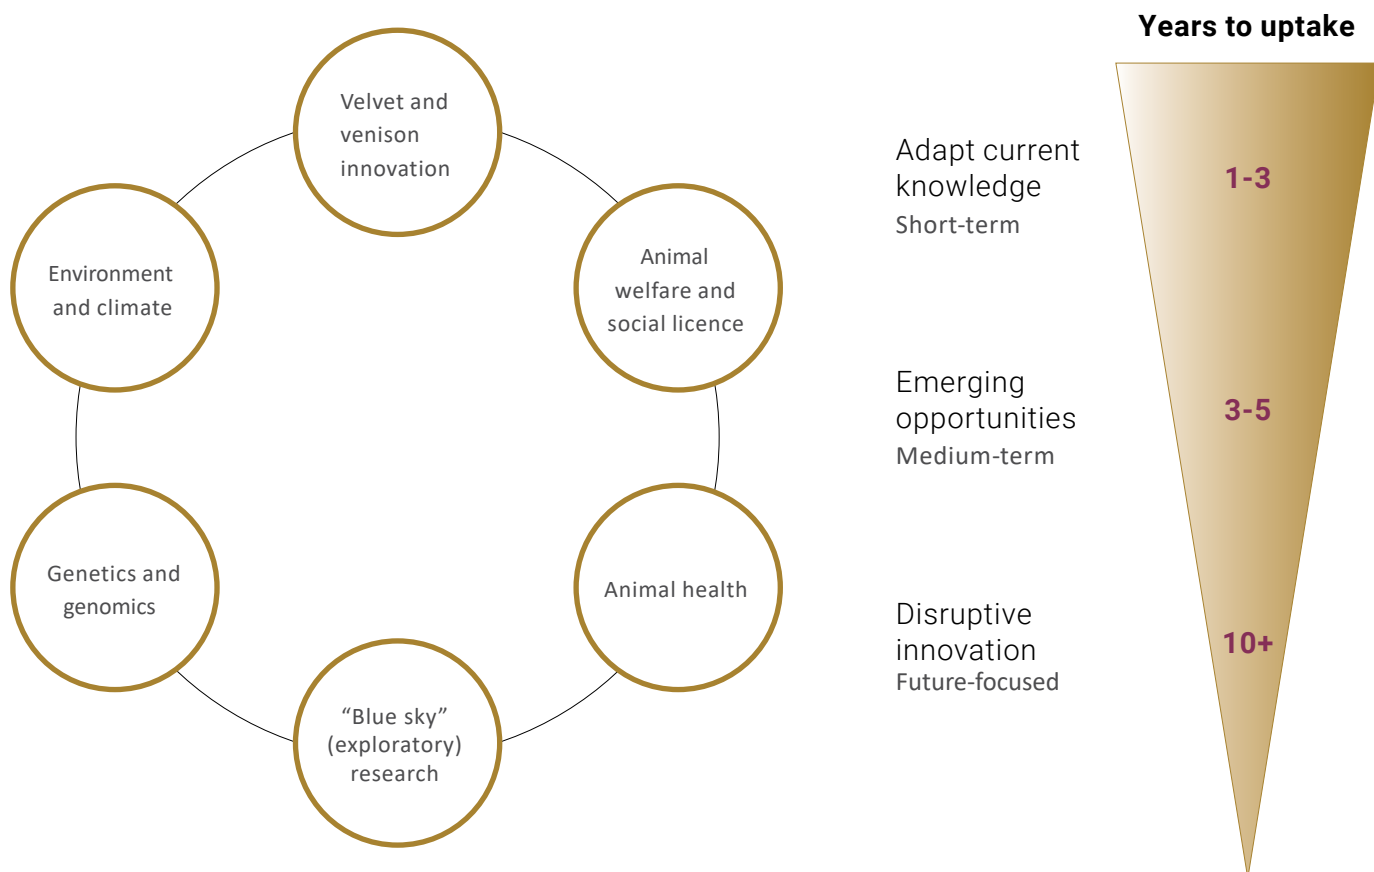 Velvet and
venison
innovation
Environment
and climate
Animal
welfare and
social licence
Genetics and
genomics
Animal health
“Blue sky”
(exploratory)
research
Years to uptake
Adapt current
knowledge
Short-term
1-3
Emerging
opportunities
Medium-term
3-5
Disruptive
innovation
Future-focused
10+